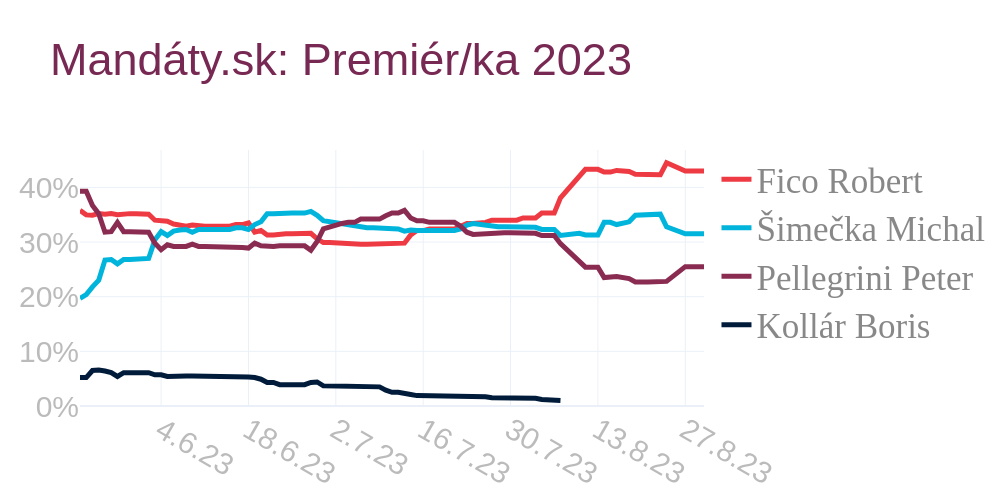 Mandáty.sk: Premiér/ka 2023
40%
30%
20%
10%
0%
4.6.23
18.6.23
2.7.23
16.7.23
30.7.23
13.8.23
27.8.23
Fico Robert
Šimečka Michal
Pellegrini Peter
Kollár Boris